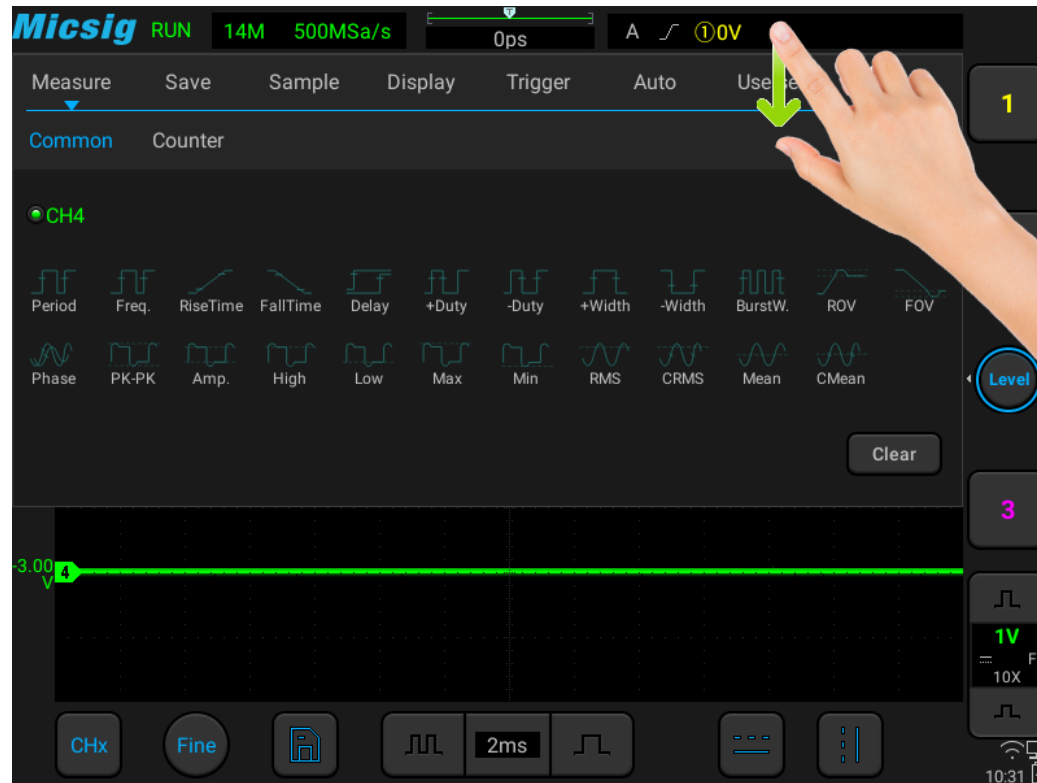 Micsig RUN 14M 500MSa/s 0ps A ①0V
Measure Save Sample Display Trigger Auto
1
Common Counter
CH4
Period Freq. RiseTime FallTime Delay +Duty -Duty +Width -Width BurstW. ROV FOV
Phase PK-PK Amp. High Low Max Min RMS CRMS Mean CMean
Level
Clear
3
-3.00
V
4
1V
F
10X
CHx Fine 2ms
10:31